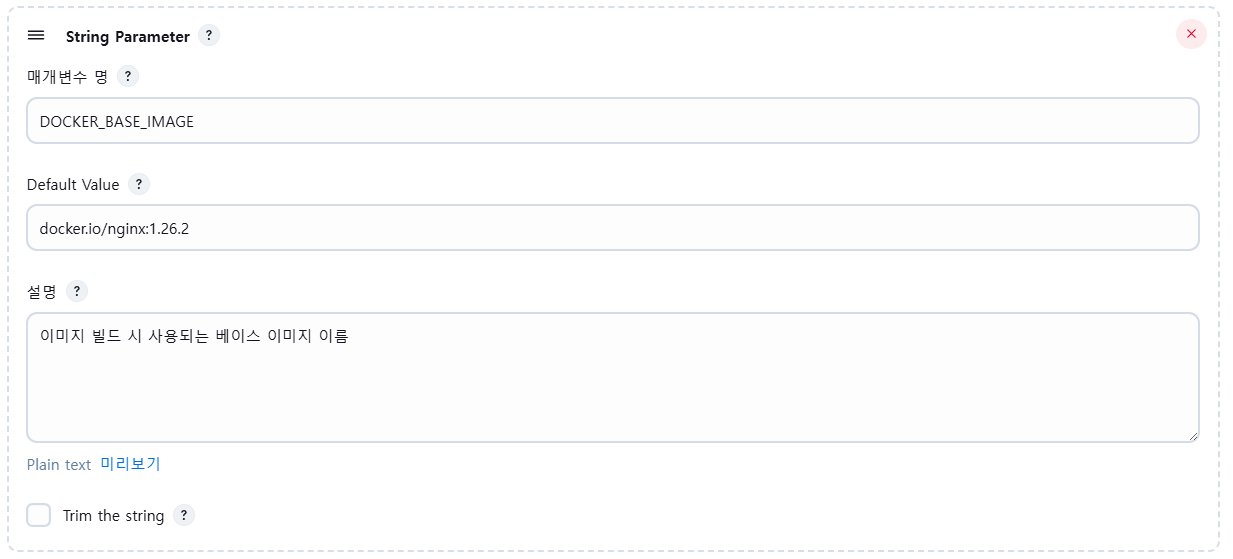 String Parameter ?
매개변수 명 ?
DOCKER_BASE_IMAGE
Default Value ?
docker.io/nginx:1.26.2
설명 ?
이미지 빌드 시 사용되는 베이스 이미지 이름
Plain text 미리보기
Trim the string ?